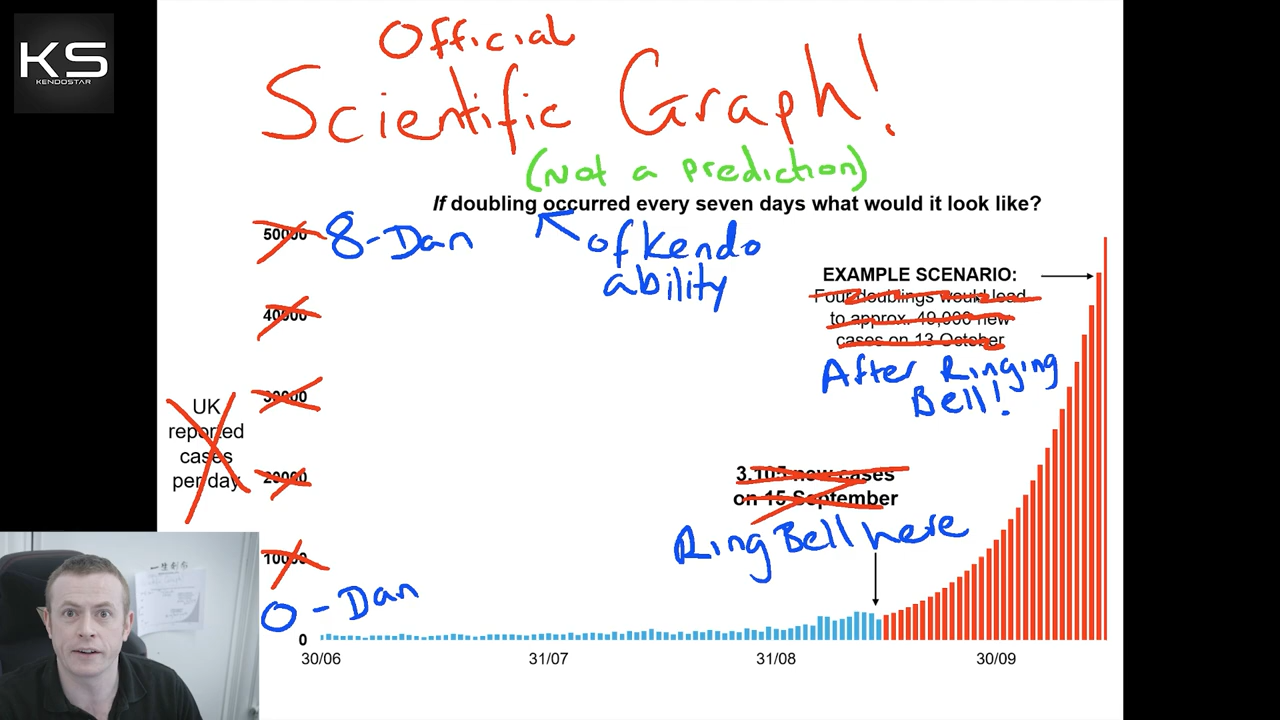 KS
KENDOSTAR
Official
Scientific Graph!
(Not a prediction)
If doubling occurred every seven days what would it look like?
50000
8-Dan
of Kendo
ability
EXAMPLE SCENARIO:
Four doublings would lead
to approx. 49,000 new
cases on 13 October
After Ringing
Bell!
40000
30000
UK
reported
cases
per day
20000
3,105 new cases
on 15 September
Ring Bell here
10000
0-Dan
0
30/06
31/07
31/08
30/09